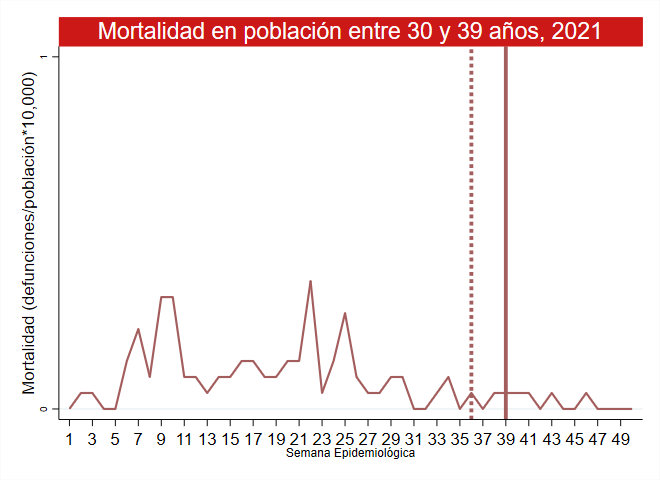 Mortalidad en población entre 30 y 39 años, 2021
Mortalidad (defunciones/población*10,000)
1
0
1 3 5 7 9 11 13 15 17 19 21 23 25 27 29 31 33 35 37 39 41 43 45 47 49
Semana Epidemiológica